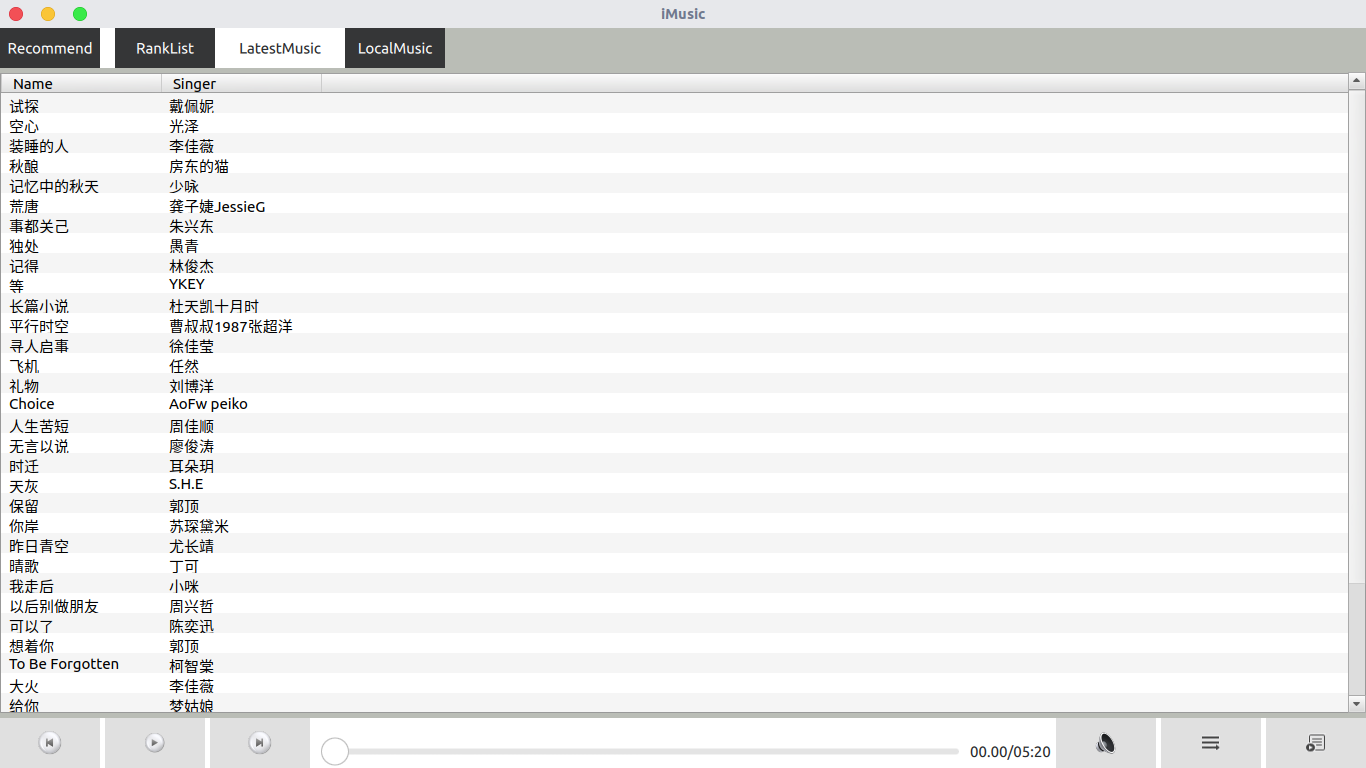 iMusic
Recommend RankList LatestMusic LocalMusic
Name Singer
试探 戴佩妮
空心 光泽
装睡的人 李佳薇
秋酿 房东的猫
记忆中的秋天 少咏
荒唐 龚子婕JessieG
事都关己 朱兴东
独处 愚青
记得 林俊杰
等 YKEY
长篇小说 杜天凯十月时
平行时空 曹叔叔1987张超洋
寻人启事 徐佳莹
飞机 任然
礼物 刘博洋
Choice AoFw peiko
人生苦短 周佳顺
无言以说 廖俊涛
时迁 耳朵玥
天灰 S.H.E
保留 郭顶
你岸 苏琛黛米
昨日青空 尤长靖
晴歌 丁可
我走后 小咪
以后别做朋友 周兴哲
可以了 陈奕迅
想着你 郭顶
To Be Forgotten 柯智棠
大火 李佳薇
给你 梦姑娘
00.00/05:20